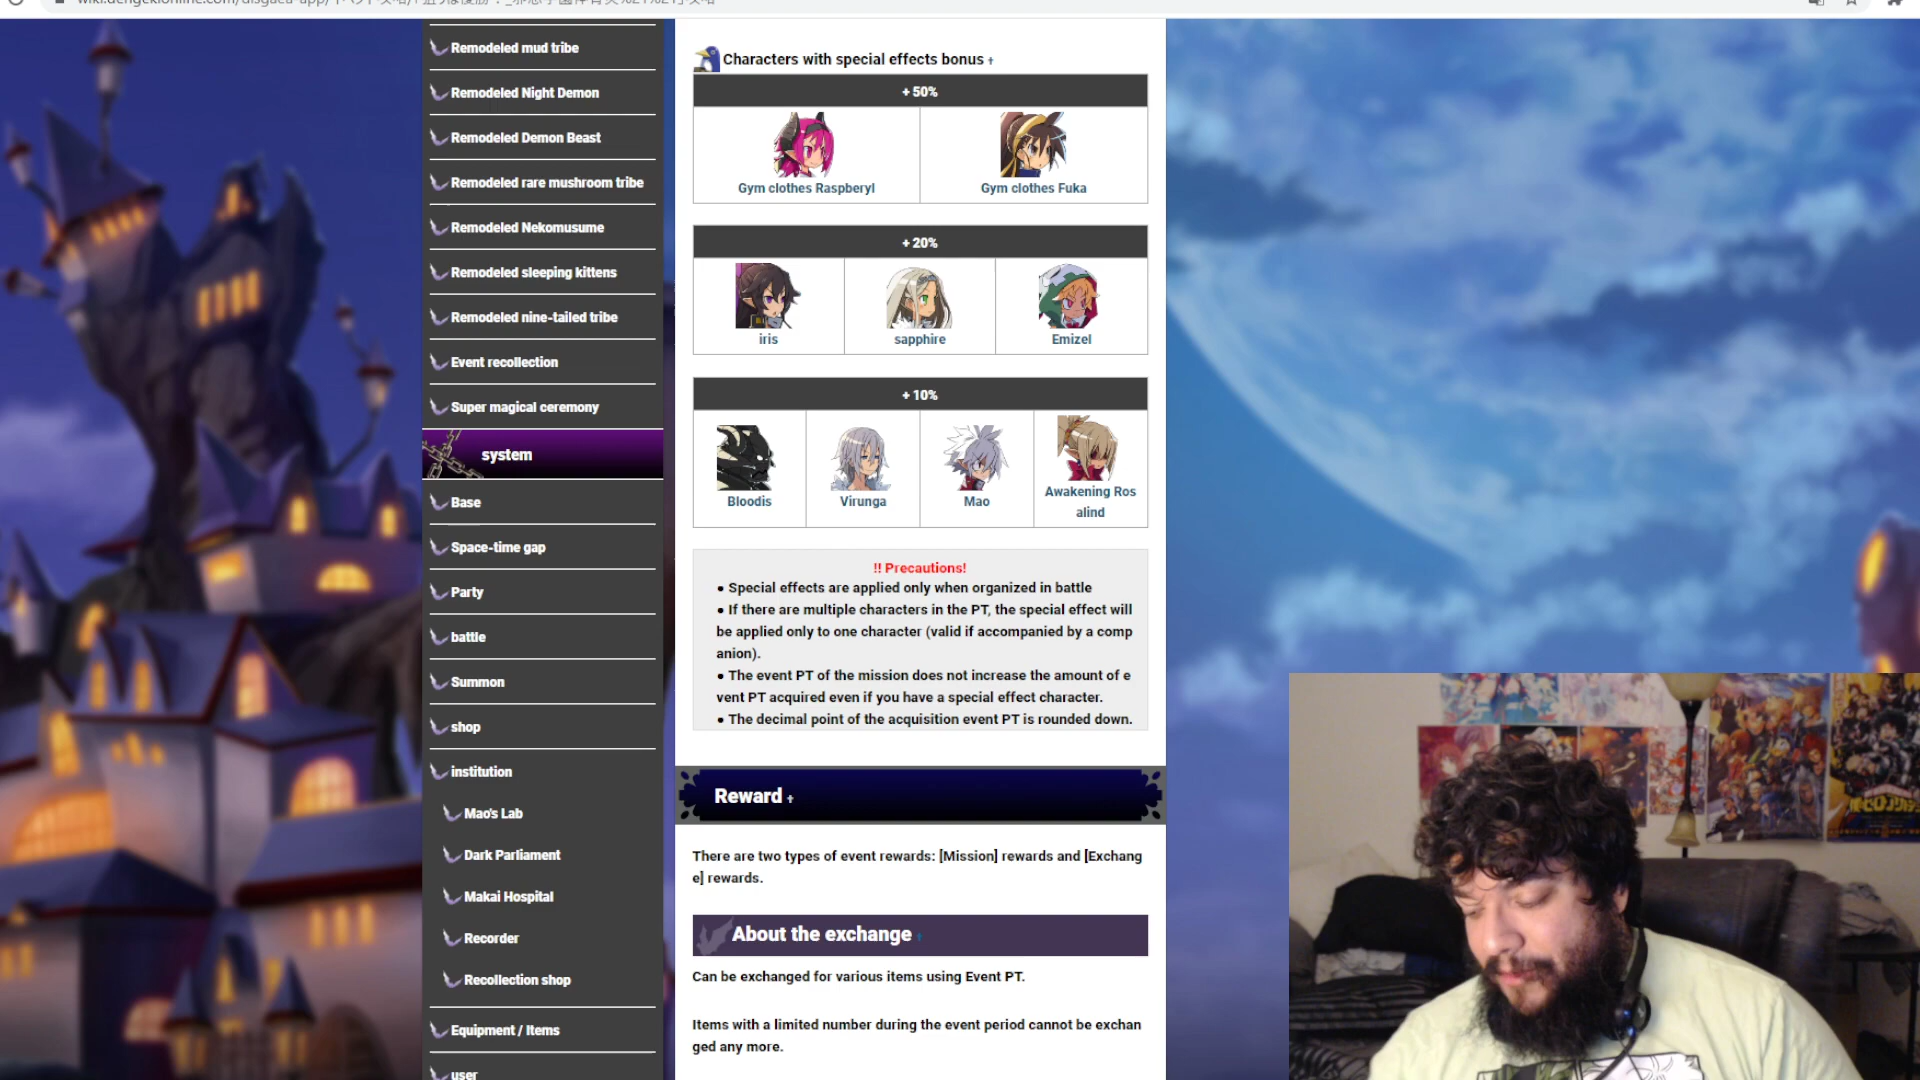 Remodeled mud tribe
Remodeled Night Demon
Remodeled Demon Beast
Remodeled rare mushroom tribe
Remodeled Nekomusume
Remodeled sleeping kittens
Remodeled nine-tailed tribe
Event recollection
Super magical ceremony
system
Base
Space-time gap
Party
battle
Summon
shop
institution
Mao's Lab
Dark Parliament
Makai Hospital
Recorder
Recollection shop
Equipment / Items
user
Characters with special effects bonus †
+ 50%
Gym clothes Raspberyl
Gym clothes Fuka
+ 20%
iris
sapphire
Emizel
+ 10%
Bloodis
Virunga
Mao
Awakening Ros
alind
!! Precautions!
● Special effects are applied only when organized in battle
● If there are multiple characters in the PT, the special effect will
be applied only to one character (valid if accompanied by a comp
anion).
● The event PT of the mission does not increase the amount of e
vent PT acquired even if you have a special effect character.
● The decimal point of the acquisition event PT is rounded down.
Reward †
There are two types of event rewards: [Mission] rewards and [Exchang
e] rewards.
About the exchange †
Can be exchanged for various items using Event PT.
Items with a limited number during the event period cannot be exchan
ged any more.